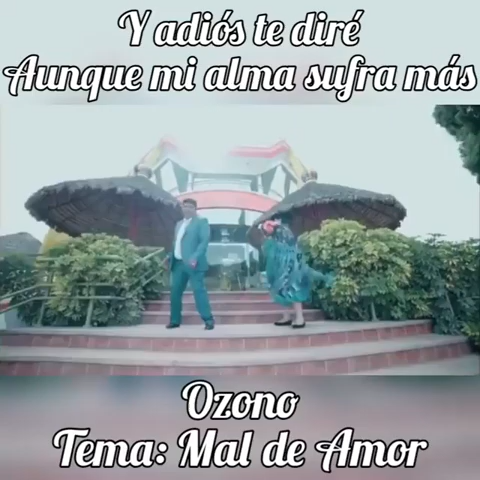 Y adiós te diré
Aunque mi alma sufra más
Ozono
Tema: Mal de Amor